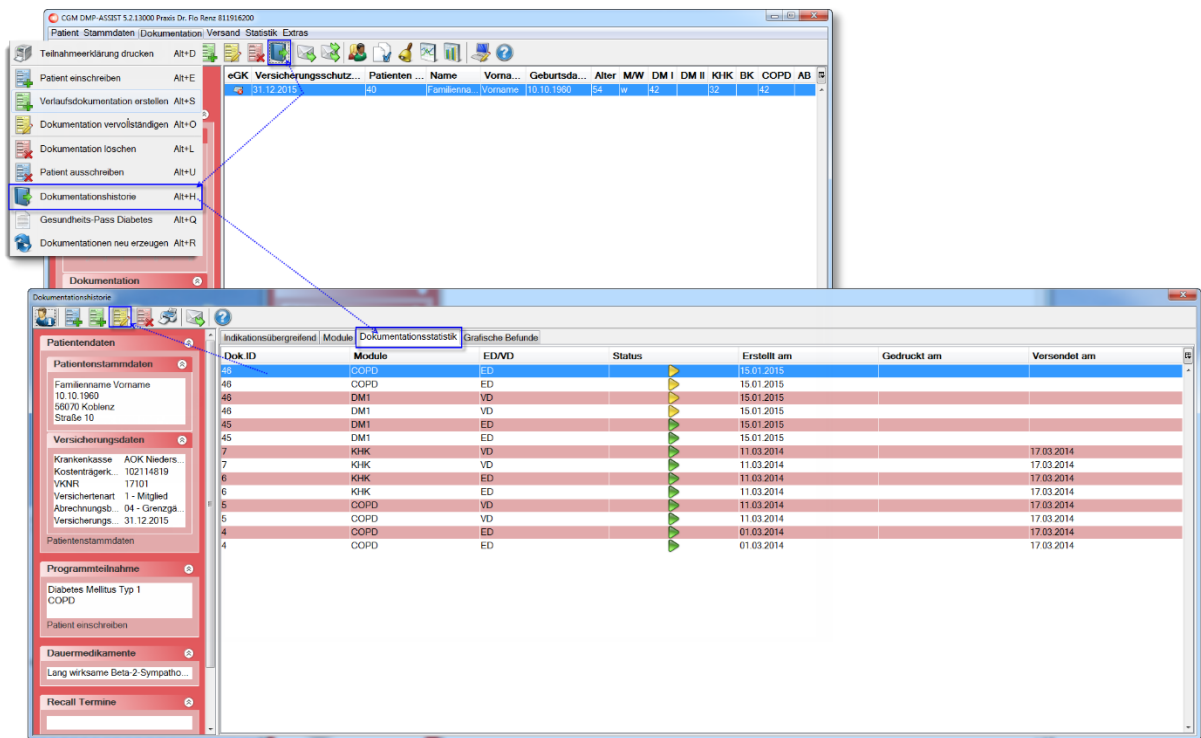 CGM DMP-ASSIST 5.2.13000 Praxis Dr. Flo Renz 811916200
Patient Stammdaten Dokumentation Versand Statistik Extras
Teilnahmeerklärung drucken Alt+D
Patient einschreiben Alt+E
Verlaufsdokumentation erstellen Alt+S
Dokumentation vervollständigen Alt+O
Dokumentation löschen Alt+L
Patient ausschreiben Alt+U
Dokumentationshistorie Alt+H
Gesundheits-Pass Diabetes Alt+Q
Dokumentationen neu erzeugen Alt+R
eGK Versicherungsschutz... Patienten ... Name Vorna... Geburtsda... Alter M/W DM I DM II KHK BK COPD AB
31.12.2015 40 Familienna... Vorname 10.10.1960 54 w 42 32 42
Dokumentation
Dokumentationshistorie
Patientendaten
Patientenstammdaten
Familienname Vorname
10.10.1960
56070 Koblenz
Straße 10
Versicherungsdaten
Krankenkasse AOK Nieders...
Kostenträgerk... 102114819
VKNR 17101
Versichertenart 1 - Mitglied
Abrechnungsb... 04 - Grenzgä...
Versicherungs... 31.12.2015
Patientenstammdaten
Programmteilnahme
Diabetes Mellitus Typ 1
COPD
Patient einschreiben
Dauermedikamente
Lang wirksame Beta-2-Sympatho...
Recall Termine
Indikationsübergreifend Module Dokumentationsstatistik Grafische Befunde
Dok.ID Module ED/VD Status Erstellt am Gedruckt am Versendet am
46 COPD ED 15.01.2015
46 COPD ED 15.01.2015
46 DM1 VD 15.01.2015
46 DM1 VD 15.01.2015
45 DM1 ED 15.01.2015
45 DM1 ED 15.01.2015
7 KHK VD 11.03.2014 17.03.2014
7 KHK VD 11.03.2014 17.03.2014
6 KHK ED 11.03.2014 17.03.2014
6 KHK ED 11.03.2014 17.03.2014
5 COPD VD 11.03.2014 17.03.2014
5 COPD VD 11.03.2014 17.03.2014
4 COPD ED 01.03.2014 17.03.2014
4 COPD ED 01.03.2014 17.03.2014